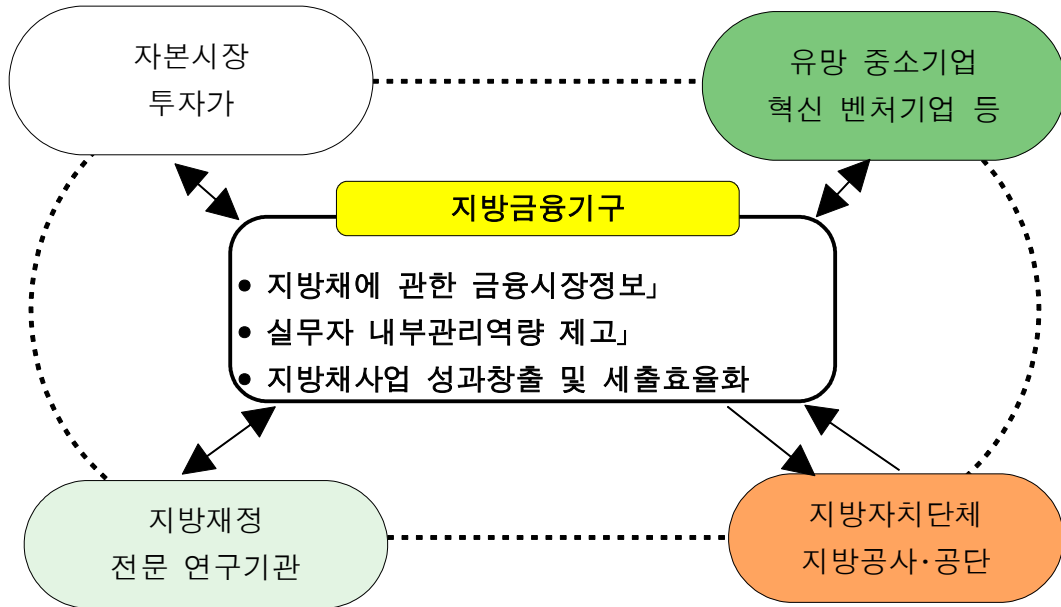 자본시장
투자가
유망 중소기업
혁신 벤처기업 등
지방금융기구
• 지방채에 관한 금융시장정보」
• 실무자 내부관리역량 제고」
• 지방채사업 성과창출 및 세출효율화
지방재정
전문 연구기관
지방자치단체
지방공사·공단